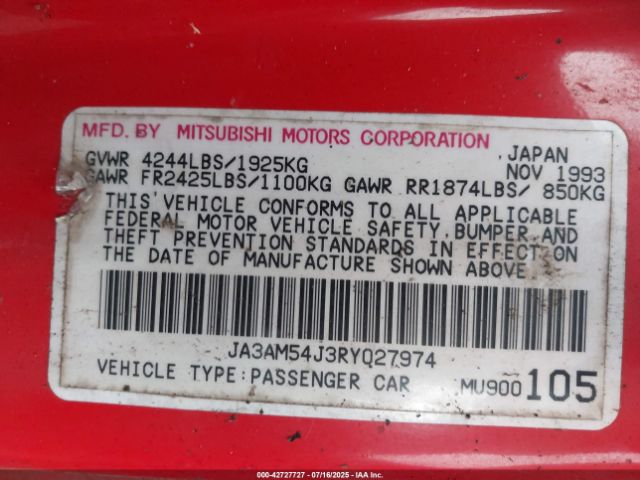 MFD. BY MITSUBISHI MOTORS CORPORATION
JAPAN
GVWR 4244LBS/1925KG NOV 1993
GAWR FR2425LBS/1100KG GAWR RR1874LBS/ 850KG
THIS VEHICLE CONFORMS TO ALL APPLICABLE
FEDERAL MOTOR VEHICLE SAFETY, BUMPER, AND
THEFT PREVENTION STANDARDS IN EFFECT ON
THE DATE OF MANUFACTURE SHOWN ABOVE.
JA3AM54J3RY027974
VEHICLE TYPE: PASSENGER CAR MU900 105
000-42727727 - 07/16/2025 - IAA Inc.